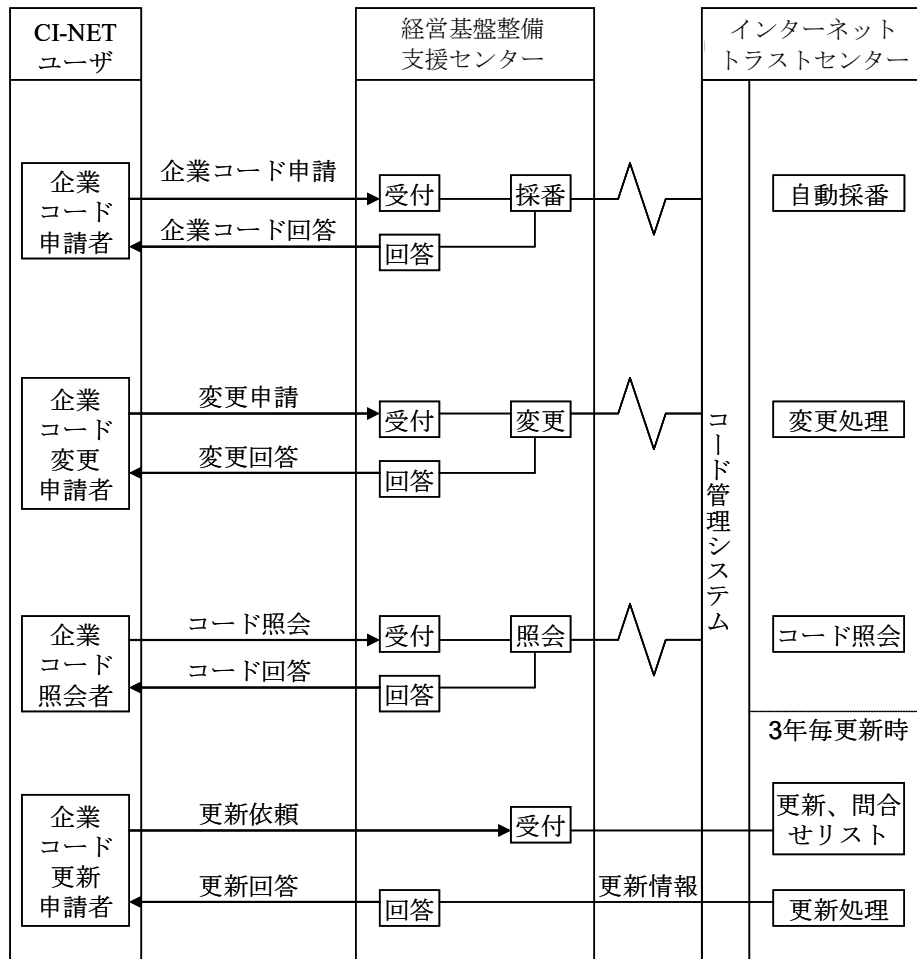 CI-NET
ユーザ
経営基盤整備
支援センター
インターネット
トラストセンター
企業
コード
申請者
企業コード申請
受付
採番
自動採番
企業コード回答
回答
企業
コード
変更
申請者
変更申請
受付
変更
変更処理
変更回答
回答
コード管理システム
企業
コード
照会者
コード照会
受付
照会
コード照会
コード回答
回答
3年毎更新時
企業
コード
更新
申請者
更新依頼
受付
更新、問合
せリスト
更新回答
回答
更新情報
更新処理